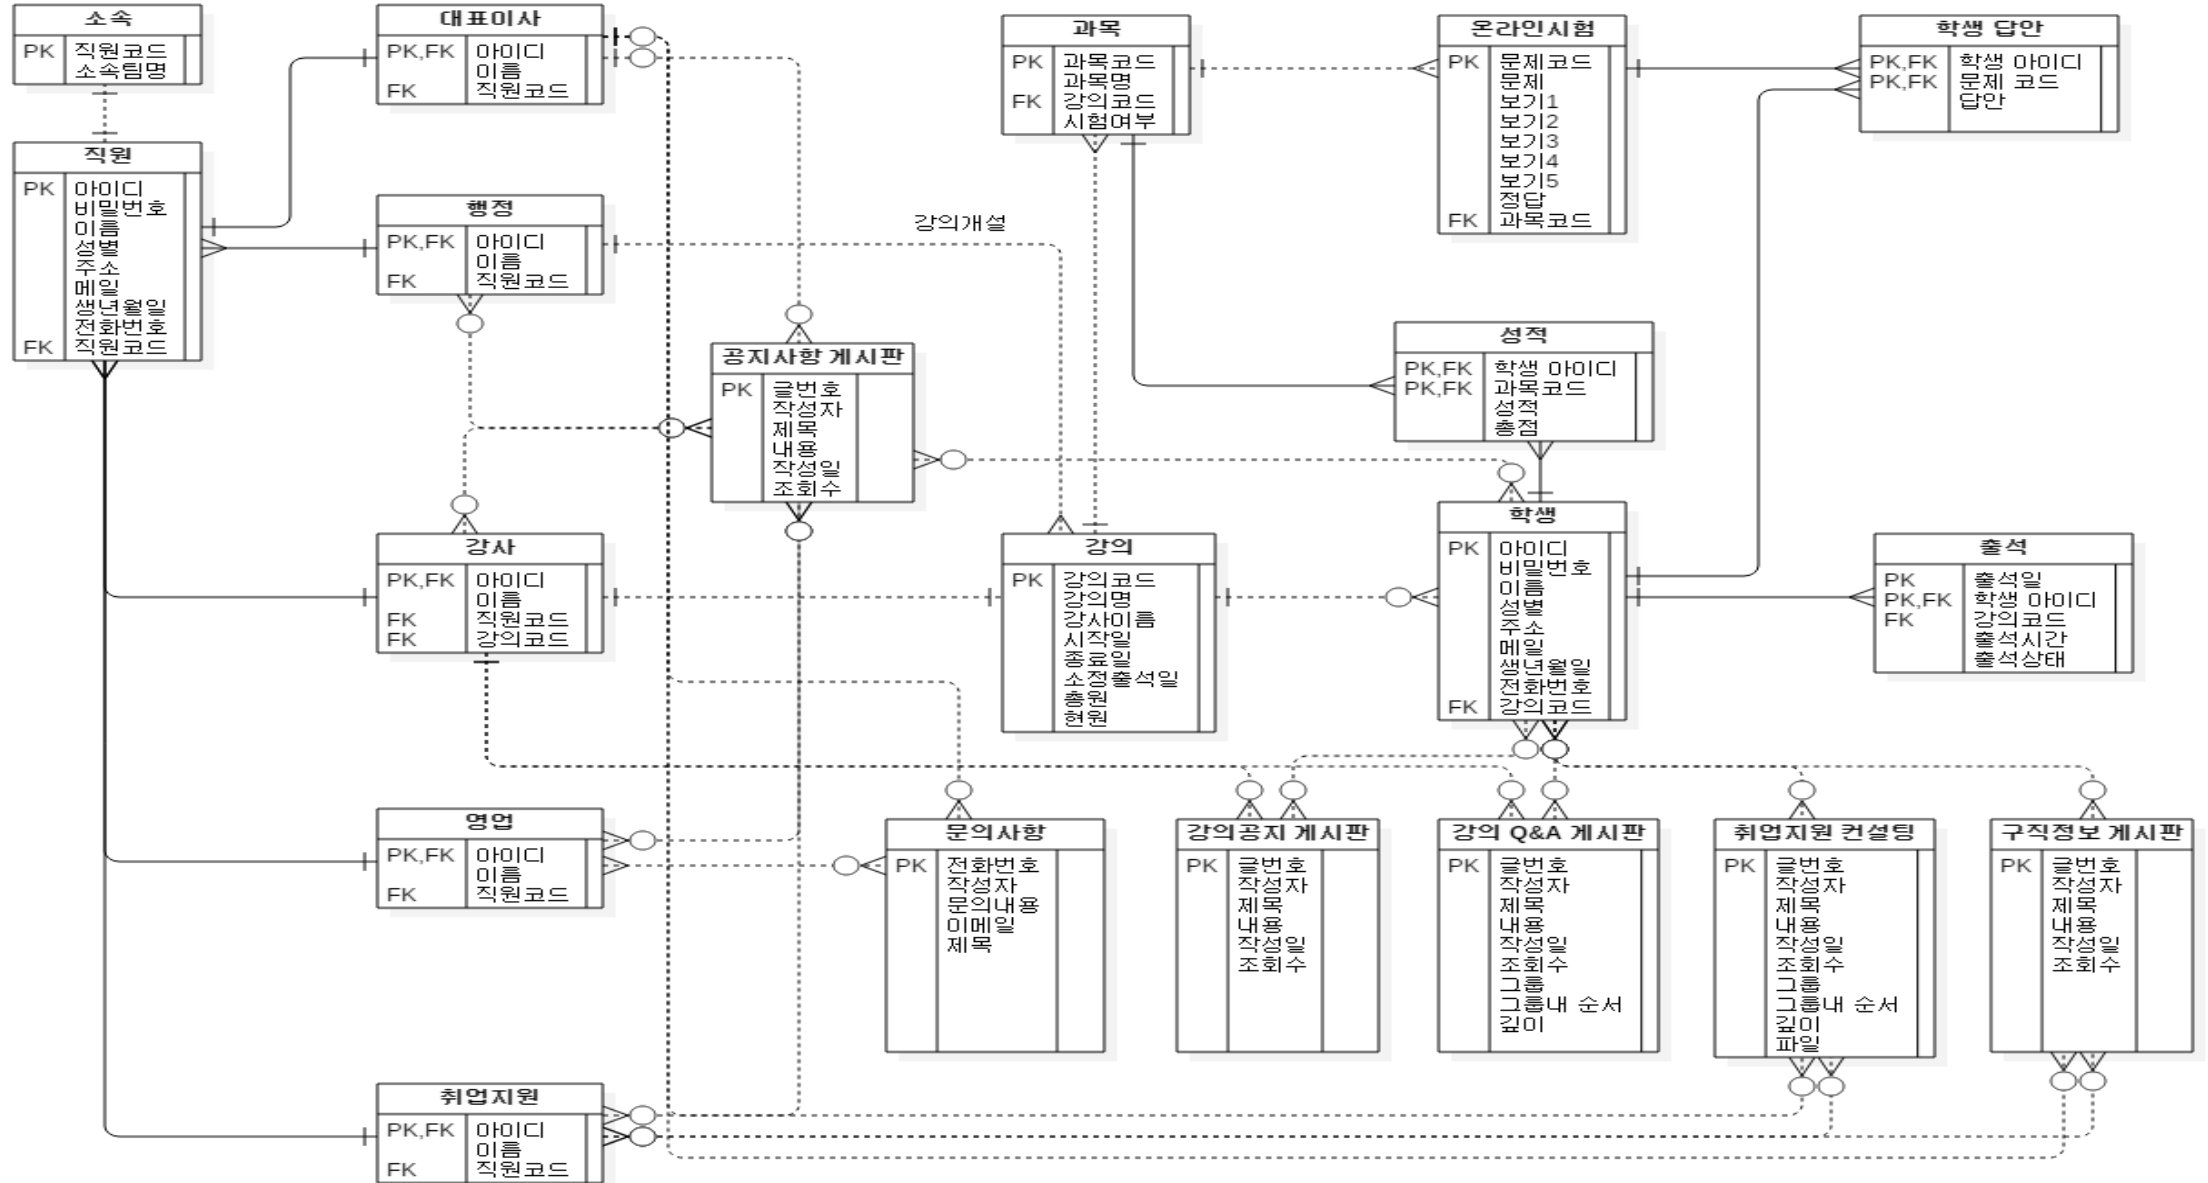 소속
PK 직원코드
소속팀명
직원
PK 아이디
비밀번호
이름
성별
주소
메일
생년월일
전화번호
FK 직원코드
대표이사
PK,FK 아이디
이름
FK 직원코드
행정
PK,FK 아이디
이름
FK 직원코드
강의개설
공지사항 게시판
PK 글번호
작성자
제목
내용
작성일
조회수
강사
PK,FK 아이디
이름
FK 직원코드
FK 강의코드
영업
PK,FK 아이디
이름
FK 직원코드
취업지원
PK,FK 아이디
이름
FK 직원코드
과목
PK 과목코드
과목명
FK 강의코드
시험여부
온라인시험
PK 문제코드
문제
보기1
보기2
보기3
보기4
보기5
정답
FK 과목코드
학생 답안
PK,FK 학생 아이디
PK,FK 문제 코드
답안
성적
PK,FK 학생 아이디
PK,FK 과목코드
성적
총점
강의
PK 강의코드
강의명
강사이름
시작일
종료일
소정출석일
총원
현원
학생
PK 아이디
비밀번호
이름
성별
주소
메일
생년월일
전화번호
FK 강의코드
출석
PK 출석일
PK,FK 학생 아이디
FK 강의코드
출석시간
출석상태
문의사항
PK 전화번호
작성자
문의내용
이메일
제목
강의공지 게시판
PK 글번호
작성자
제목
내용
작성일
조회수
강의 Q&A 게시판
PK 글번호
작성자
제목
내용
작성일
조회수
그룹
그룹내 순서
깊이
취업지원 컨설팅
PK 글번호
작성자
제목
내용
작성일
조회수
그룹
그룹내 순서
깊이
파일
구직정보 게시판
PK 글번호
작성자
제목
내용
작성일
조회수